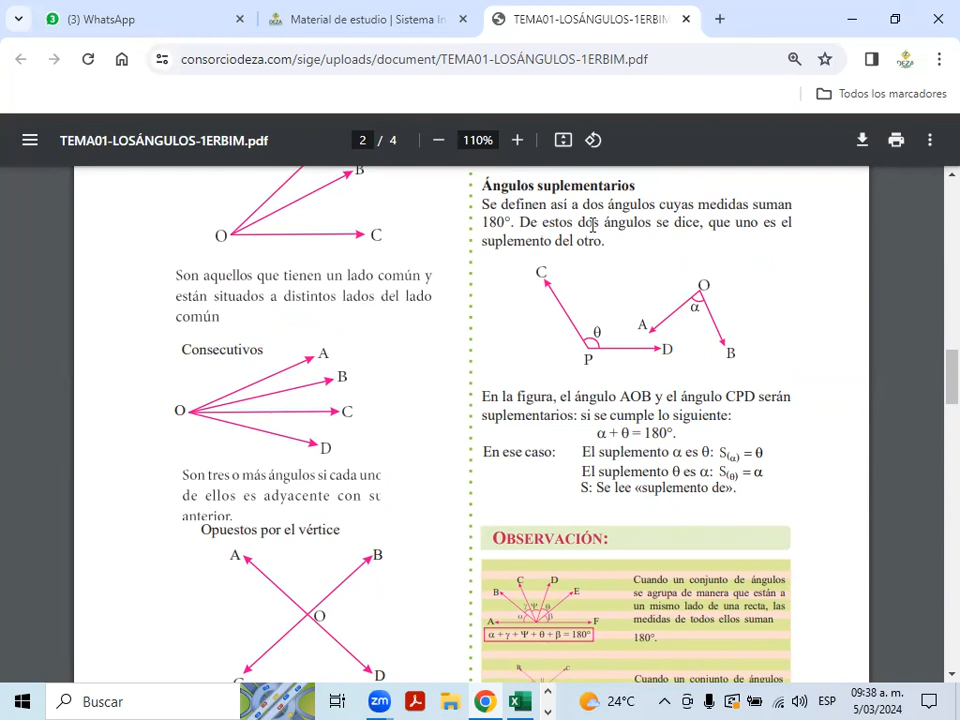 3
(3) WhatsApp
Material de estudio | Sistema In
TEMA01-LOSÁNGULOS-1ERBIM
consorciodeza.com/sige/uploads/document/TEMA01-LOSÁNGULOS-1ERBIM.pdf
DEZA
Todos los marcadores
TEMA01-LOSÁNGULOS-1ERBIM.pdf
2 / 4
110%
B
O
C
Son aquellos que tienen un lado común y
están situados a distintos lados del lado
común
Consecutivos
A
B
O
C
D
Son tres o más ángulos si cada uno
de ellos es adyacente con su
anterior.
Opuestos por el vértice
A
B
O
C
D
Ángulos suplementarios
Se definen así a dos ángulos cuyas medidas suman
180°. De estos dos ángulos se dice, que uno es el
suplemento del otro.
C
O
α
θ
A
D
B
P
En la figura, el ángulo AOB y el ángulo CPD serán
suplementarios: si se cumple lo siguiente:
α + θ = 180°.
En ese caso: El suplemento α es θ: S(α) = θ
El suplemento θ es α: S(θ) = α
S: Se lee «suplemento de».
OBSERVACIÓN:
C
D
B
E
γ Ψ θ
α
β
A
F
α + γ + Ψ + θ + β = 180°
Cuando un conjunto de ángulos
se agrupa de manera que están a
un mismo lado de una recta, las
medidas de todos ellos suman
180°.
B
C
Cuando un conjunto de ángulos
Buscar
zm
24°C
ESP
09:38 a. m.
5/03/2024